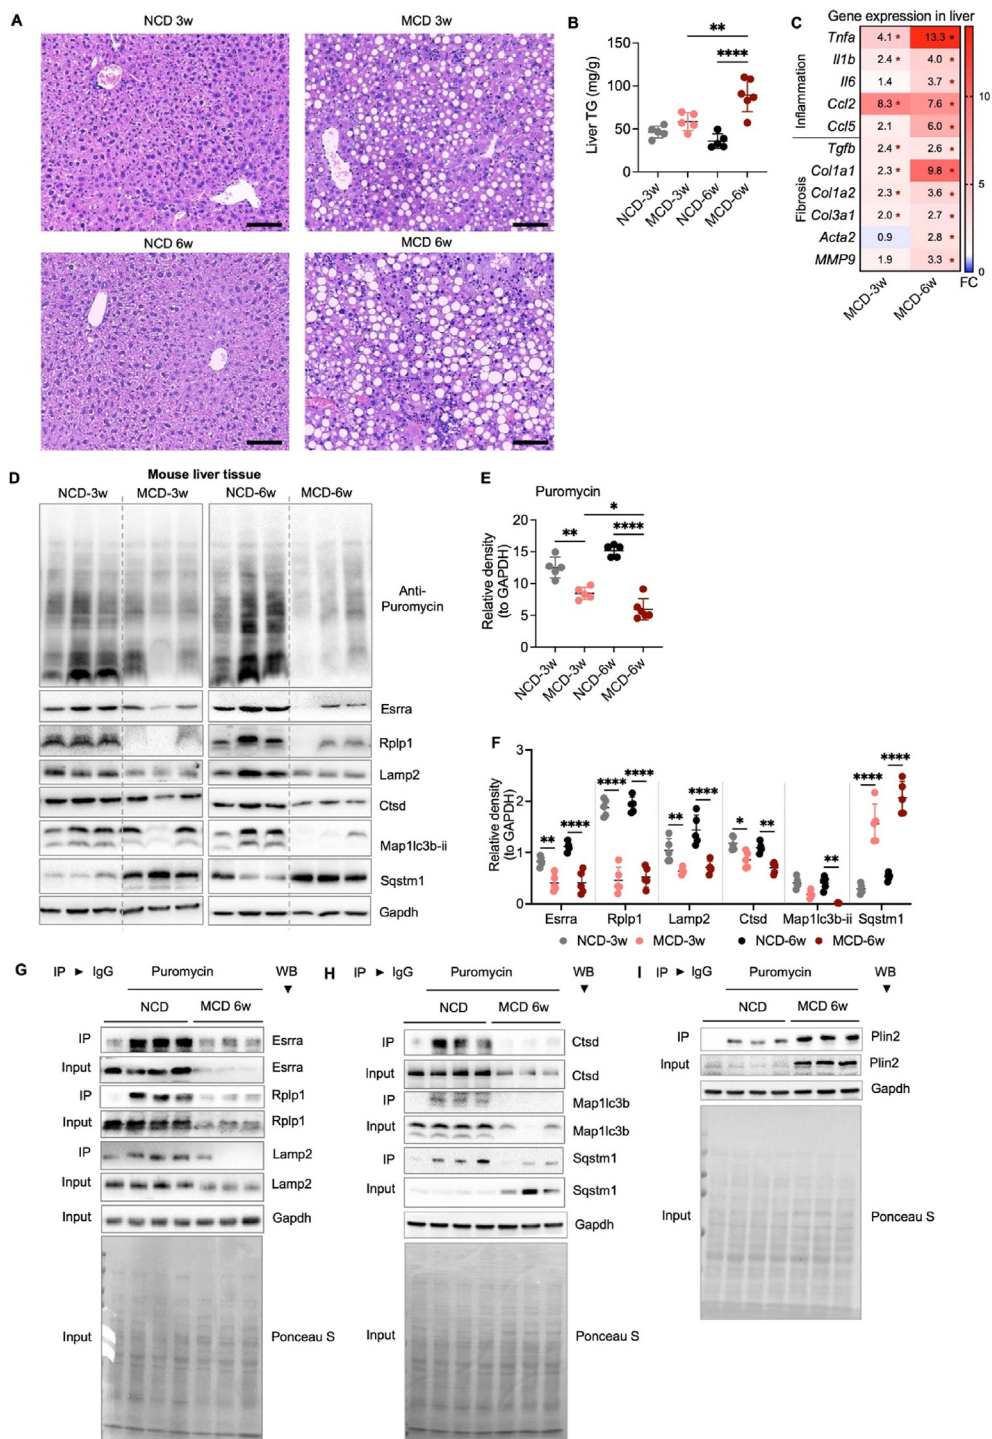 A
NCD 3w
MCD 3w
NCD 6w
MCD 6w
B
**
****
Liver TG (mg/g)
150
100
50
0
NCD-3w
MCD-3w
NCD-6w
MCD-6w
C
Gene expression in liver
Inflammation
Tnfa 4.1 * 13.3 *
Il1b 2.4 * 4.0 *
Il6 1.4 3.7 *
Ccl2 8.3 * 7.6 *
Ccl5 2.1 6.0 *
Fibrosis
Tgfb 2.4 * 2.6 *
Col1a1 2.3 * 9.8 *
Col1a2 2.3 * 3.6 *
Col3a1 2.0 * 2.7 *
Acta2 0.9 2.8 *
MMP9 1.9 3.3 *
10
5
0
FC
MCD-3w
MCD-6w
D
Mouse liver tissue
NCD-3w MCD-3w NCD-6w MCD-6w
Anti-
Puromycin
Esrra
Rplp1
Lamp2
Ctsd
Map1lc3b-ii
Sqstm1
Gapdh
E
Puromycin
*
** ****
Relative density
(to GAPDH)
20
15
10
5
0
NCD-3w
MCD-3w
NCD-6w
MCD-6w
F
Relative density
(to GAPDH)
3
2
1
0
** ****
**** ****
** ****
* **
**
**** ****
Esrra Rplp1 Lamp2 Ctsd Map1lc3b-ii Sqstm1
NCD-3w MCD-3w NCD-6w MCD-6w
G
IP ► IgG Puromycin WB
▼
NCD MCD 6w
IP Esrra
Input Esrra
IP Rplp1
Input Rplp1
IP Lamp2
Input Lamp2
Input Gapdh
Input Ponceau S
H
IP ► IgG Puromycin WB
▼
NCD MCD 6w
IP Ctsd
Input Ctsd
IP Map1lc3b
Input Map1lc3b
IP Sqstm1
Input Sqstm1
Gapdh
Input Ponceau S
I
IP ► IgG Puromycin WB
▼
NCD MCD 6w
IP Plin2
Input Plin2
Gapdh
Input Ponceau S